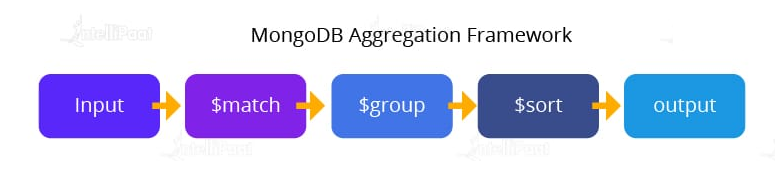 MongoDB Aggregation Framework
Input
$match
$group
$sort
output